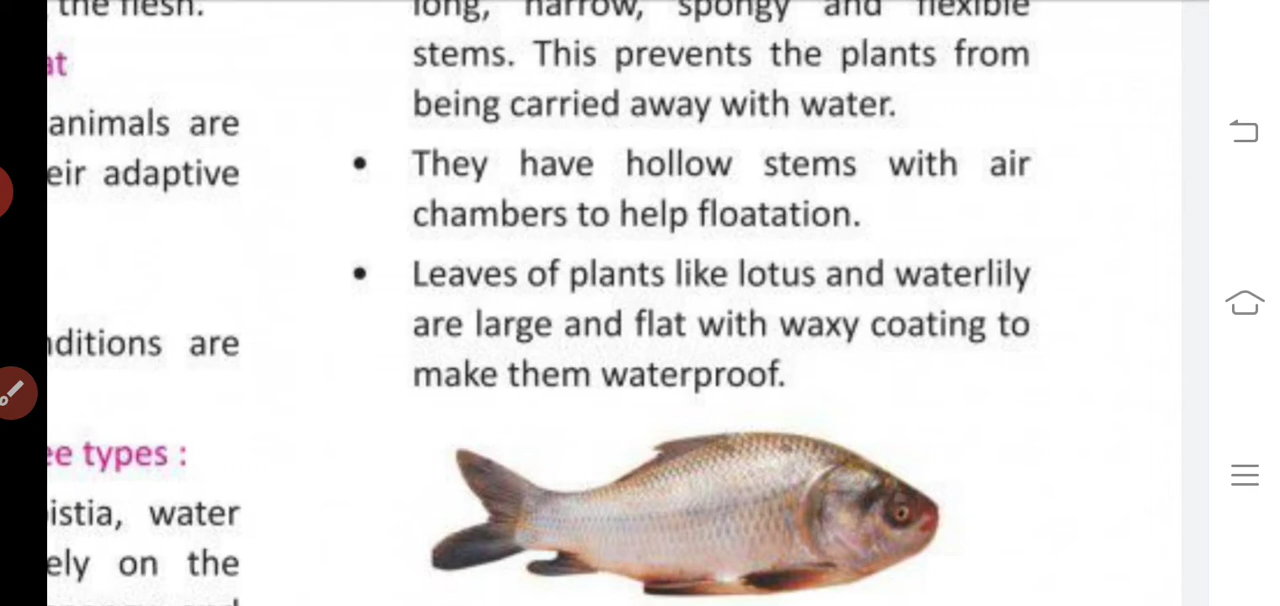 the flesh.
at
animals are
eir adaptive
nditions are
ee types :
istia, water
ely on the
and
long, narrow, spongy and flexible
stems. This prevents the plants from
being carried away with water.
• They have hollow stems with air
chambers to help floatation.
• Leaves of plants like lotus and waterlily
are large and flat with waxy coating to
make them waterproof.